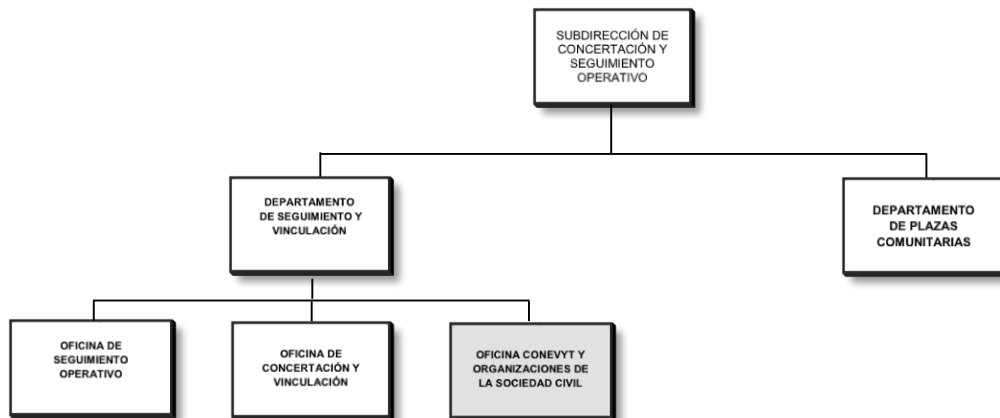 SUBDIRECCIÓN DE
CONCERTACIÓN Y
SEGUIMIENTO
OPERATIVO
DEPARTAMENTO
DE SEGUIMIENTO Y
VINCULACIÓN
DEPARTAMENTO
DE PLAZAS
COMUNITARIAS
OFICINA DE
SEGUIMIENTO
OPERATIVO
OFICINA DE
CONCERTACIÓN Y
VINCULACIÓN
OFICINA CONEVYT Y
ORGANIZACIONES DE
LA SOCIEDAD CIVIL